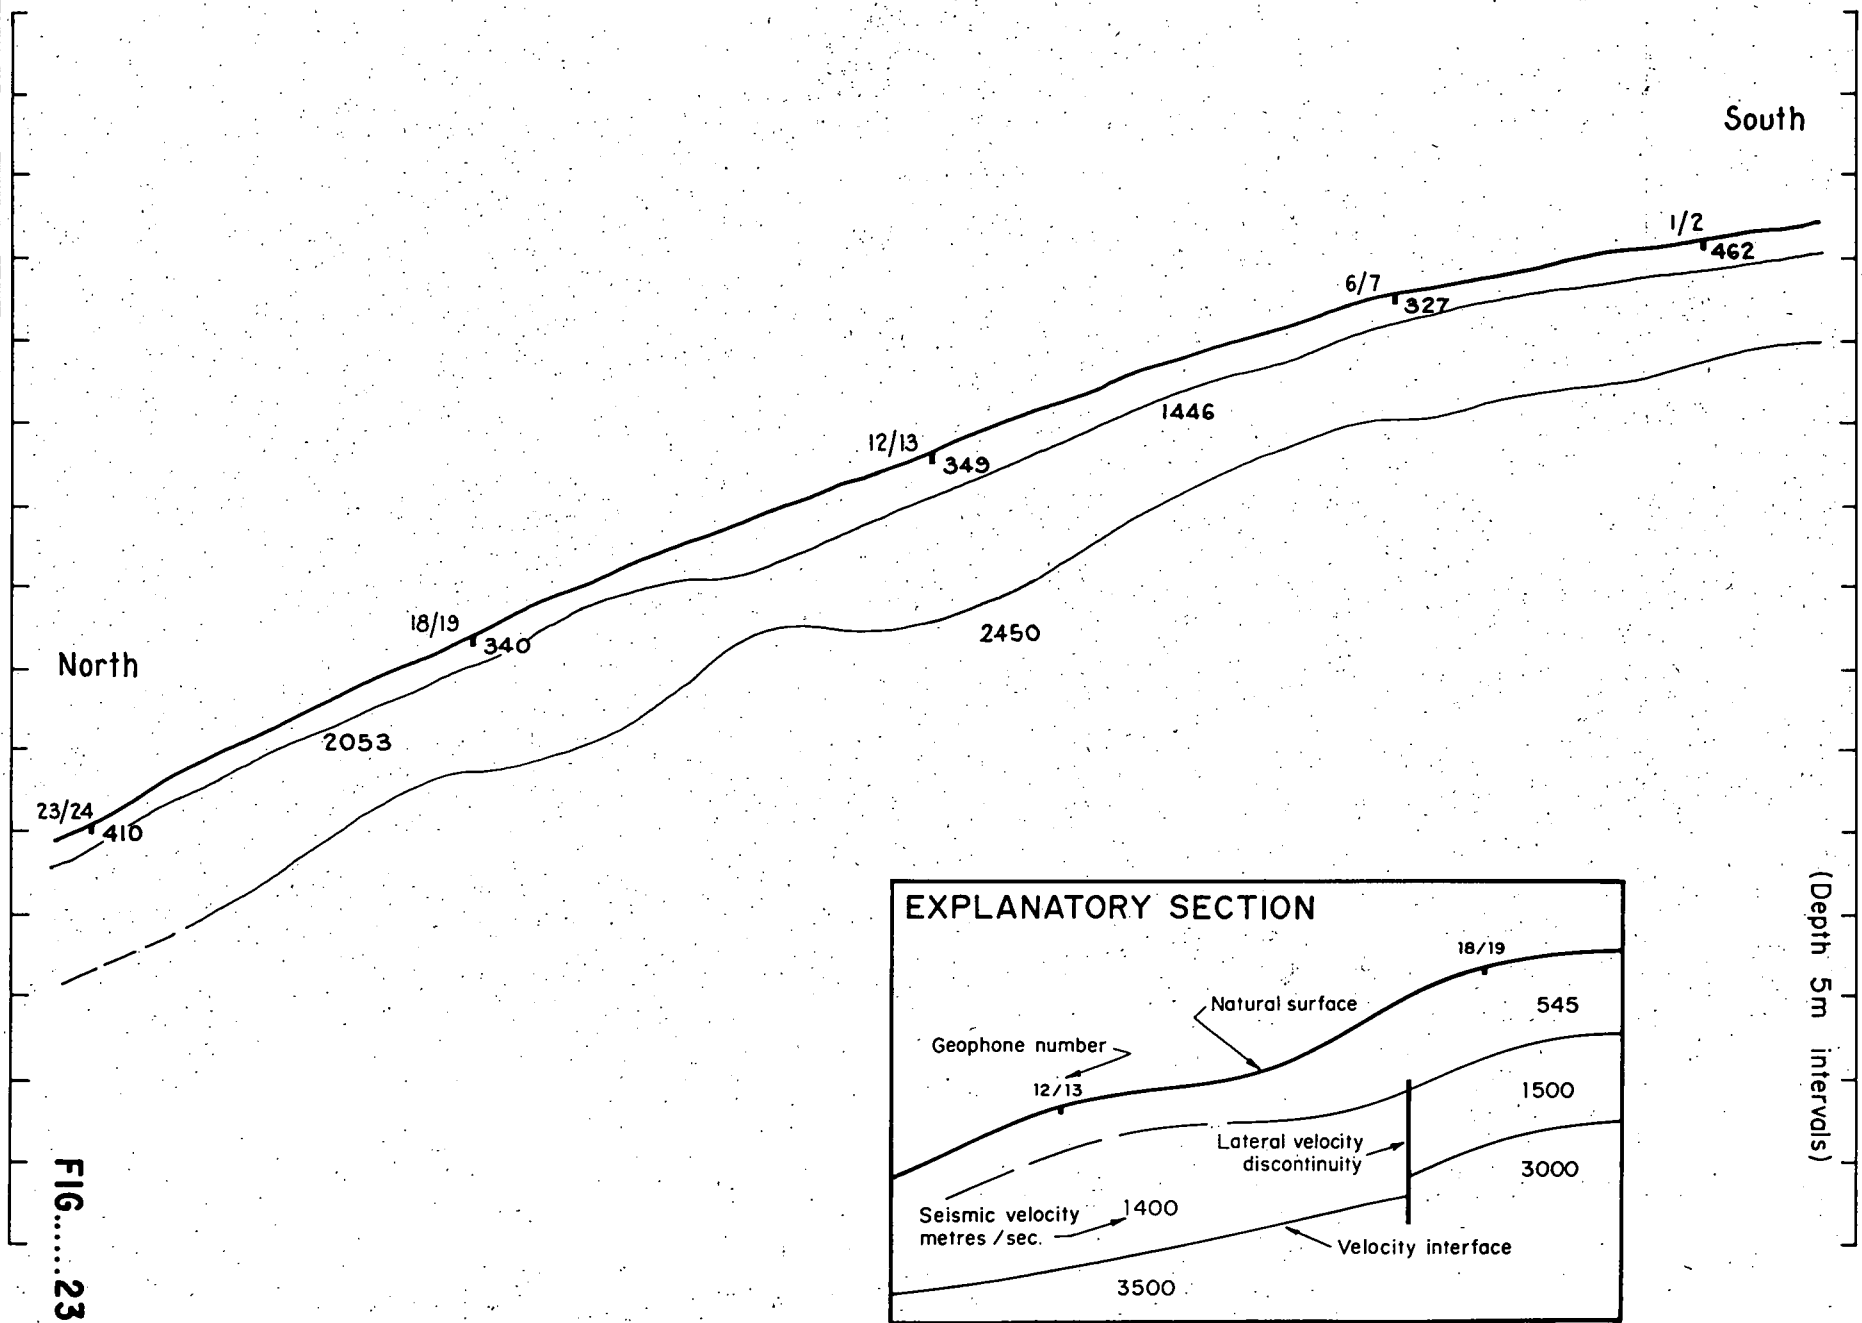 South
1/2
462
6/7
327
1446
12/13
349
2450
18/19
340
North
2053
23/24
410
(Depth 5m intervals)
EXPLANATORY SECTION
18/19
Natural surface
545
Geophone number
12/13
1500
Lateral velocity
discontinuity
3000
Seismic velocity
metres/sec.
1400
Velocity interface
3500
FIG......23